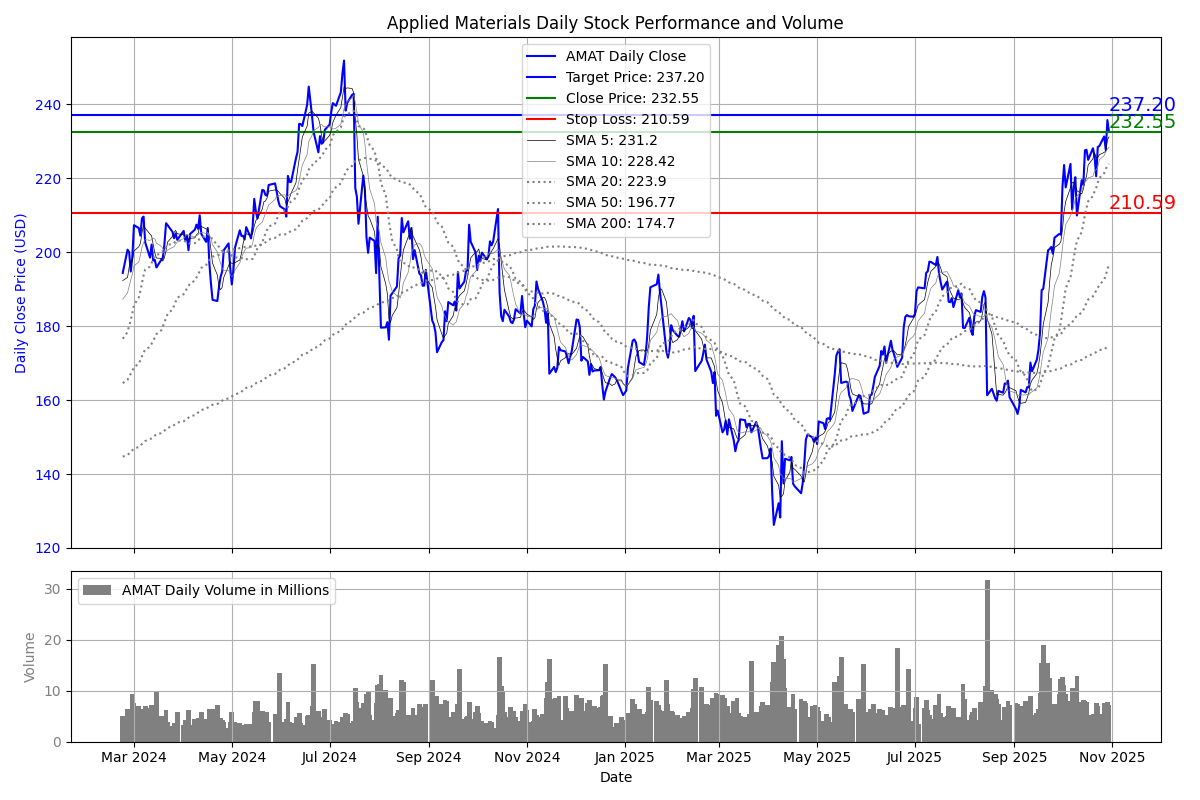 Applied Materials Daily Stock Performance and Volume
AMAT Daily Close
Target Price: 237.20
Close Price: 232.55
Stop Loss: 210.59
SMA 5: 231.2
SMA 10: 228.42
SMA 20: 223.9
SMA 50: 196.77
SMA 200: 174.7
237.20
232.55
210.59
Daily Close Price (USD)
240
220
200
180
160
140
120
AMAT Daily Volume in Millions
Volume
30
20
10
0
Mar 2024 May 2024 Jul 2024 Sep 2024 Nov 2024 Jan 2025 Mar 2025 May 2025 Jul 2025 Sep 2025 Nov 2025
Date